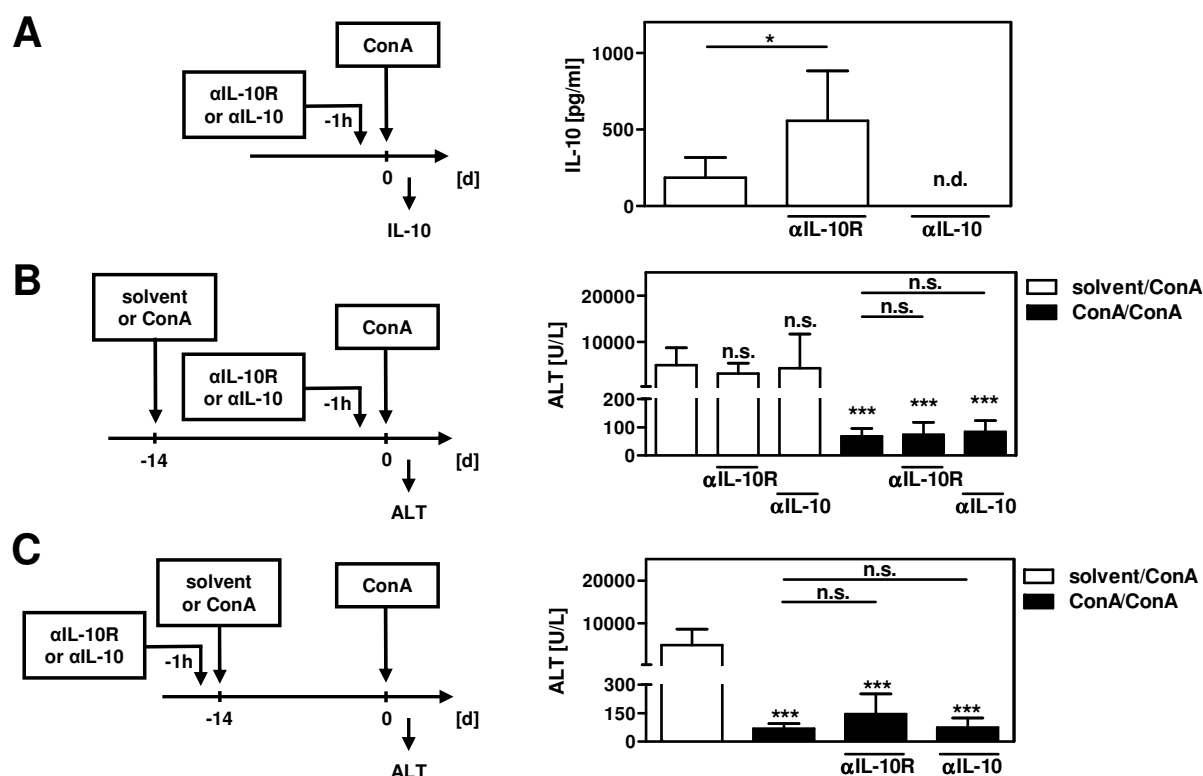 A
ConA
αIL-10R
or αIL-10
-1h
0
[d]
IL-10
IL-10 [pg/ml]
1000
500
0
*
n.d.
αIL-10R
αIL-10
B
solvent
or ConA
ConA
αIL-10R
or αIL-10
-1h
-14
0
[d]
ALT
ALT [U/L]
20000
10000
200
100
0
n.s.
n.s.
n.s.
n.s.
***
***
***
αIL-10R
αIL-10R
αIL-10
αIL-10
solvent/ConA
ConA/ConA
C
solvent
or ConA
ConA
αIL-10R
or αIL-10
-1h
-14
0
[d]
ALT
ALT [U/L]
20000
10000
300
150
0
n.s.
n.s.
***
***
***
αIL-10R
αIL-10
solvent/ConA
ConA/ConA